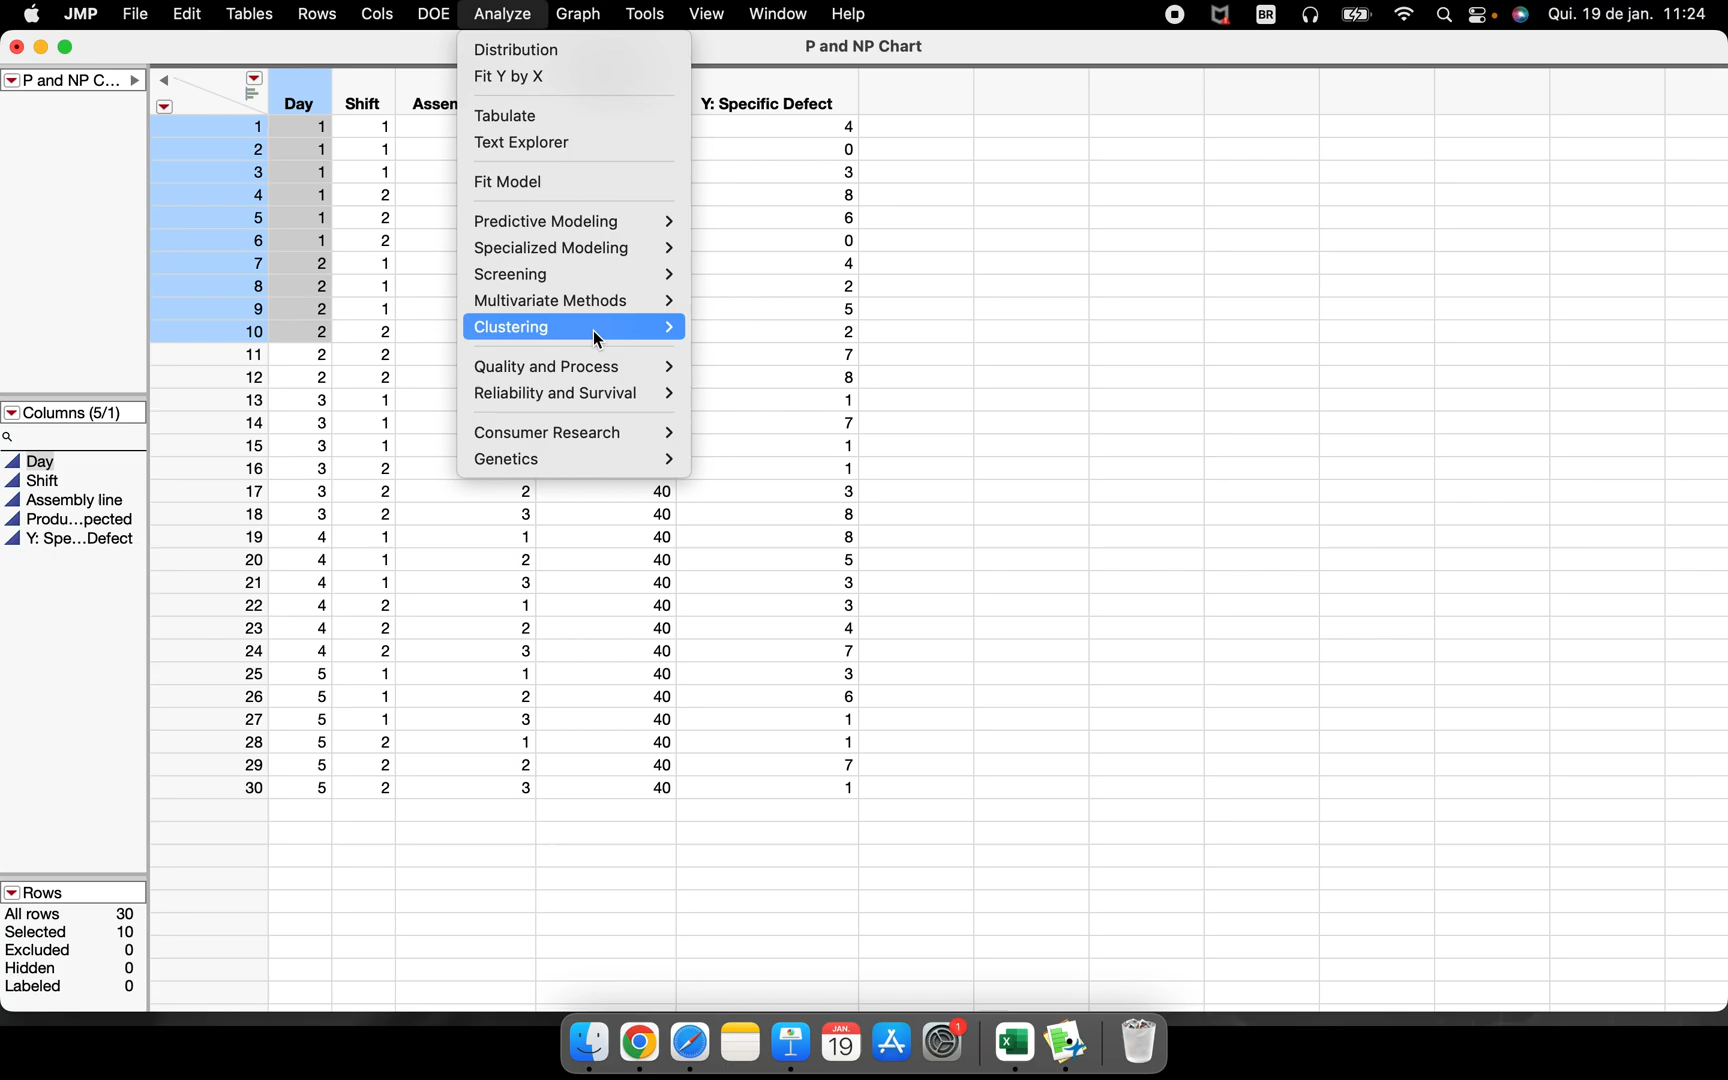 JMP File Edit Tables Rows Cols DOE Analyze Graph Tools View Window Help BR Qui. 19 de jan. 11:24
P and NP Chart
P and NP C...
Day Shift Assem Y: Specific Defect
Distribution
Fit Y by X
Tabulate
Text Explorer
Fit Model
Predictive Modeling
Specialized Modeling
Screening
Multivariate Methods
Clustering
Quality and Process
Reliability and Survival
Consumer Research
Genetics
1 1 1 4
2 1 1 0
3 1 1 3
4 1 2 8
5 1 2 6
6 1 2 0
7 2 1 4
8 2 1 2
9 2 1 5
10 2 2 2
11 2 2 7
12 2 2 8
13 3 1 1
14 3 1 7
15 3 1 1
16 3 2 1
17 3 2 2 40 3
18 3 2 3 40 8
19 4 1 1 40 8
20 4 1 2 40 5
21 4 1 3 40 3
22 4 2 1 40 3
23 4 2 2 40 4
24 4 2 3 40 7
25 5 1 1 40 3
26 5 1 2 40 6
27 5 1 3 40 1
28 5 2 1 40 1
29 5 2 2 40 7
30 5 2 3 40 1
Columns (5/1)
Day
Shift
Assembly line
Produ...pected
Y: Spe...Defect
Rows
All rows 30
Selected 10
Excluded 0
Hidden 0
Labeled 0
JAN.
19
1